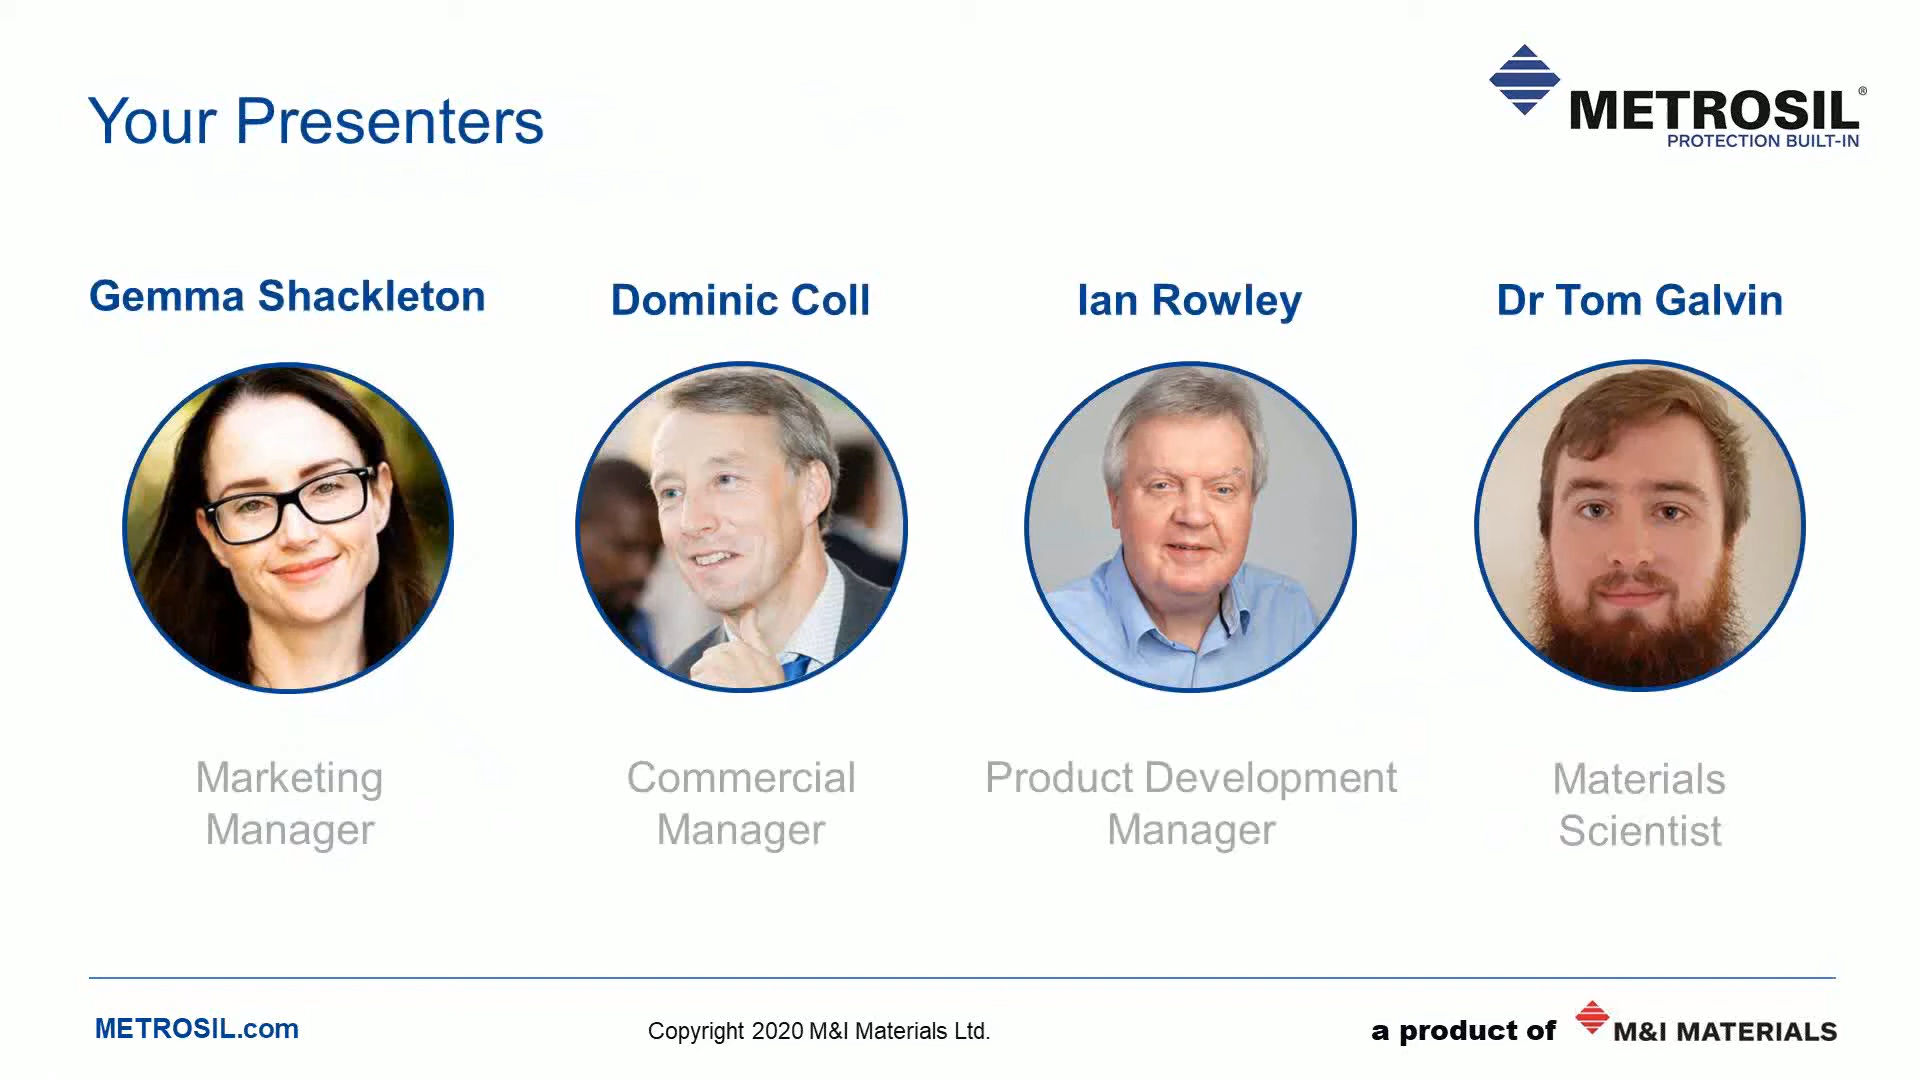 Your Presenters
METROSIL®
PROTECTION BUILT-IN
Gemma Shackleton
Dominic Coll
Ian Rowley
Dr Tom Galvin
Marketing
Manager
Commercial
Manager
Product Development
Manager
Materials
Scientist
METROSIL.com
Copyright 2020 M&I Materials Ltd.
a product of M&I MATERIALS